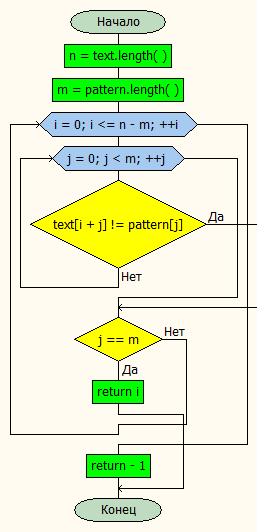 Начало
n = text.length( )
m = pattern.length( )
i = 0; i <= n - m; ++i
j = 0; j < m; ++j
text[i + j] != pattern[j]
Да
Нет
j == m
Нет
Да
return i
return - 1
Конец